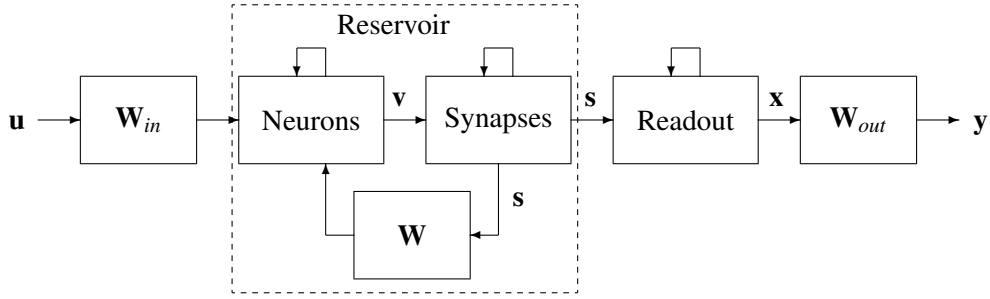 Reservoir
u
W_in
Neurons
v
Synapses
s
Readout
x
W_out
y
s
W